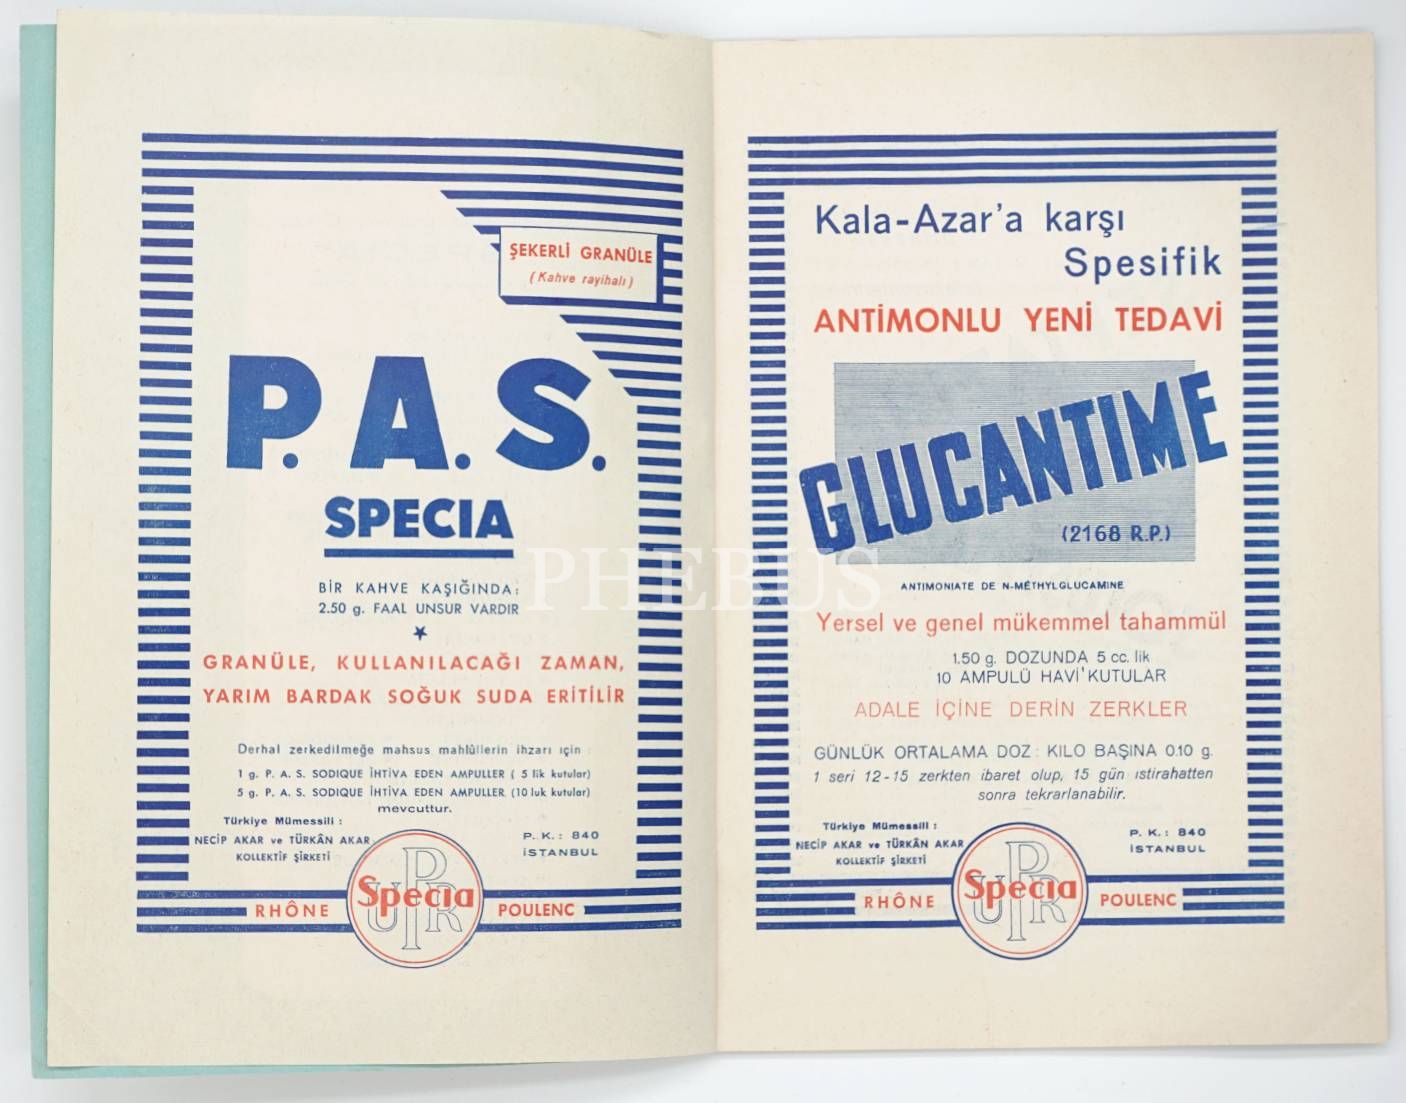 ŞEKERLİ GRANÜLE
(Kahve rayihalı)
P.A.S.
SPECIA
BİR KAHVE KAŞIĞINDA:
2.50 g. FAAL UNSUR VARDIR
GRANÜLE, KULLANILACAĞI ZAMAN,
YARIM BARDAK SOĞUK SUDA ERİTİLİR
Derhal zerkedilmeğe mahsus mahlûllerin ihzarı için :
1 g. P. A. S. SODIQUE İHTİVA EDEN AMPULLER ( 5 lik kutular)
5 g. P. A. S. SODIQUE İHTİVA EDEN AMPULLER (10 luk kutular)
mevcuttur.
Türkiye Mümessili :
NECİP AKAR ve TÜRKÂN AKAR
KOLLEKTİF ŞİRKETİ
P. K. : 840
İSTANBUL
RHÔNE
Specia
UPR
POULENC
Kala-Azar'a karşı
Spesifik
ANTİMONLU YENİ TEDAVİ
GLUCANTIME
(2168 R.P.)
ANTIMONIATE DE N-MÉTHYLGLUCAMINE
Yersel ve genel mükemmel tahammül
1.50 g. DOZUNDA 5 cc. lik
10 AMPULÜ HAVİ KUTULAR
ADALE İÇİNE DERİN ZERKLER
GÜNLÜK ORTALAMA DOZ : KİLO BAŞINA 0.10 g.
1 seri 12-15 zerkten ibaret olup, 15 gün istirahatten
sonra tekrarlanabilir.
Türkiye Mümessili :
NECİP AKAR ve TÜRKÂN AKAR
KOLLEKTİF ŞİRKETİ
P. K. : 840
İSTANBUL
RHÔNE
Specia
UPR
POULENC
PHEBUS